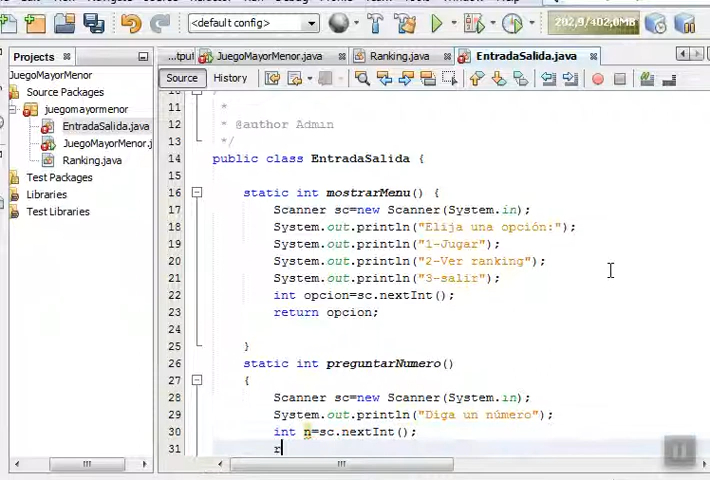 <default config>
202,9/402,0MB
Projects
...tput
JuegoMayorMenor.java
Ranking.java
EntradaSalida.java
JuegoMayorMenor
Source
History
Source Packages
juegomayormenor
EntradaSalida.java
JuegoMayorMenor.j
Ranking.java
Test Packages
Libraries
Test Libraries
11 *
12 * @author Admin
13 */
14 public class EntradaSalida {
15
16 static int mostrarMenu() {
17 Scanner sc=new Scanner(System.in);
18 System.out.println("Elija una opción:");
19 System.out.println("1-Jugar");
20 System.out.println("2-Ver ranking");
21 System.out.println("3-salir");
22 int opcion=sc.nextInt();
23 return opcion;
24
25 }
26 static int preguntarNumero()
27 {
28 Scanner sc=new Scanner(System.in);
29 System.out.println("Diga un número");
30 int n=sc.nextInt();
31 r